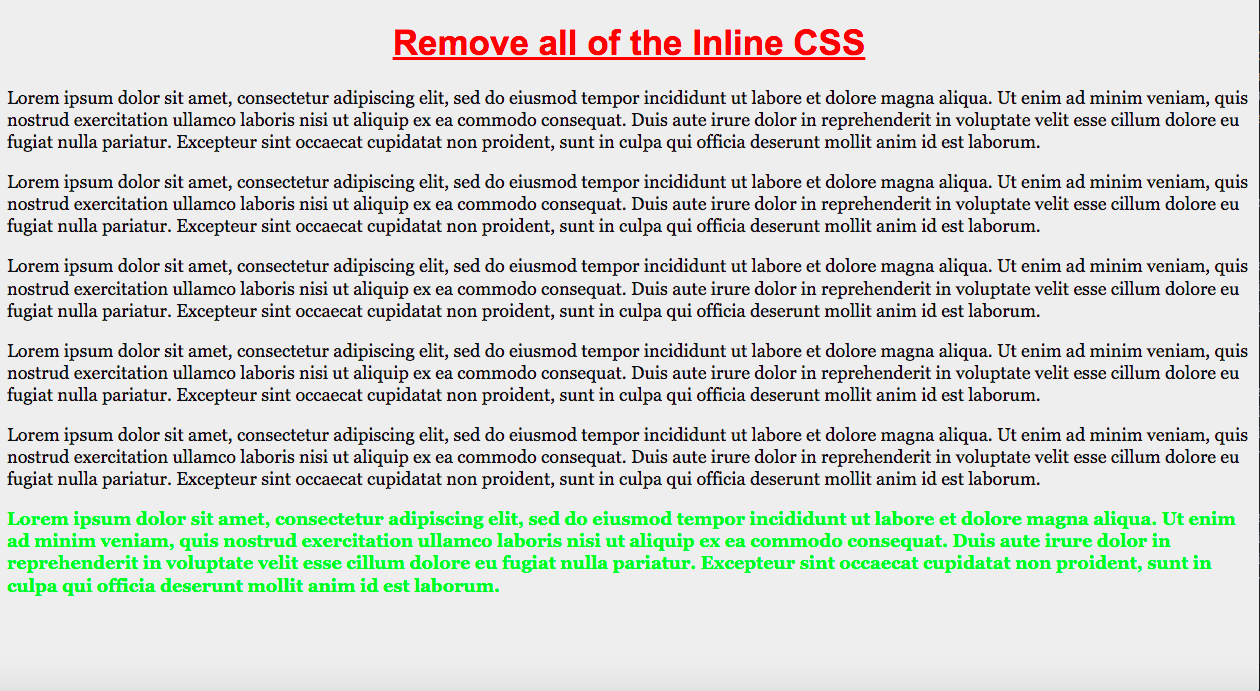 Remove all of the Inline CSS
Lorem ipsum dolor sit amet, consectetur adipiscing elit, sed do eiusmod tempor incididunt ut labore et dolore magna aliqua. Ut enim ad minim veniam, quis
nostrud exercitation ullamco laboris nisi ut aliquip ex ea commodo consequat. Duis aute irure dolor in reprehenderit in voluptate velit esse cillum dolore eu
fugiat nulla pariatur. Excepteur sint occaecat cupidatat non proident, sunt in culpa qui officia deserunt mollit anim id est laborum.
Lorem ipsum dolor sit amet, consectetur adipiscing elit, sed do eiusmod tempor incididunt ut labore et dolore magna aliqua. Ut enim ad minim veniam, quis
nostrud exercitation ullamco laboris nisi ut aliquip ex ea commodo consequat. Duis aute irure dolor in reprehenderit in voluptate velit esse cillum dolore eu
fugiat nulla pariatur. Excepteur sint occaecat cupidatat non proident, sunt in culpa qui officia deserunt mollit anim id est laborum.
Lorem ipsum dolor sit amet, consectetur adipiscing elit, sed do eiusmod tempor incididunt ut labore et dolore magna aliqua. Ut enim ad minim veniam, quis
nostrud exercitation ullamco laboris nisi ut aliquip ex ea commodo consequat. Duis aute irure dolor in reprehenderit in voluptate velit esse cillum dolore eu
fugiat nulla pariatur. Excepteur sint occaecat cupidatat non proident, sunt in culpa qui officia deserunt mollit anim id est laborum.
Lorem ipsum dolor sit amet, consectetur adipiscing elit, sed do eiusmod tempor incididunt ut labore et dolore magna aliqua. Ut enim ad minim veniam, quis
nostrud exercitation ullamco laboris nisi ut aliquip ex ea commodo consequat. Duis aute irure dolor in reprehenderit in voluptate velit esse cillum dolore eu
fugiat nulla pariatur. Excepteur sint occaecat cupidatat non proident, sunt in culpa qui officia deserunt mollit anim id est laborum.
Lorem ipsum dolor sit amet, consectetur adipiscing elit, sed do eiusmod tempor incididunt ut labore et dolore magna aliqua. Ut enim ad minim veniam, quis
nostrud exercitation ullamco laboris nisi ut aliquip ex ea commodo consequat. Duis aute irure dolor in reprehenderit in voluptate velit esse cillum dolore eu
fugiat nulla pariatur. Excepteur sint occaecat cupidatat non proident, sunt in culpa qui officia deserunt mollit anim id est laborum.
Lorem ipsum dolor sit amet, consectetur adipiscing elit, sed do eiusmod tempor incididunt ut labore et dolore magna aliqua. Ut enim
ad minim veniam, quis nostrud exercitation ullamco laboris nisi ut aliquip ex ea commodo consequat. Duis aute irure dolor in
reprehenderit in voluptate velit esse cillum dolore eu fugiat nulla pariatur. Excepteur sint occaecat cupidatat non proident, sunt in
culpa qui officia deserunt mollit anim id est laborum.